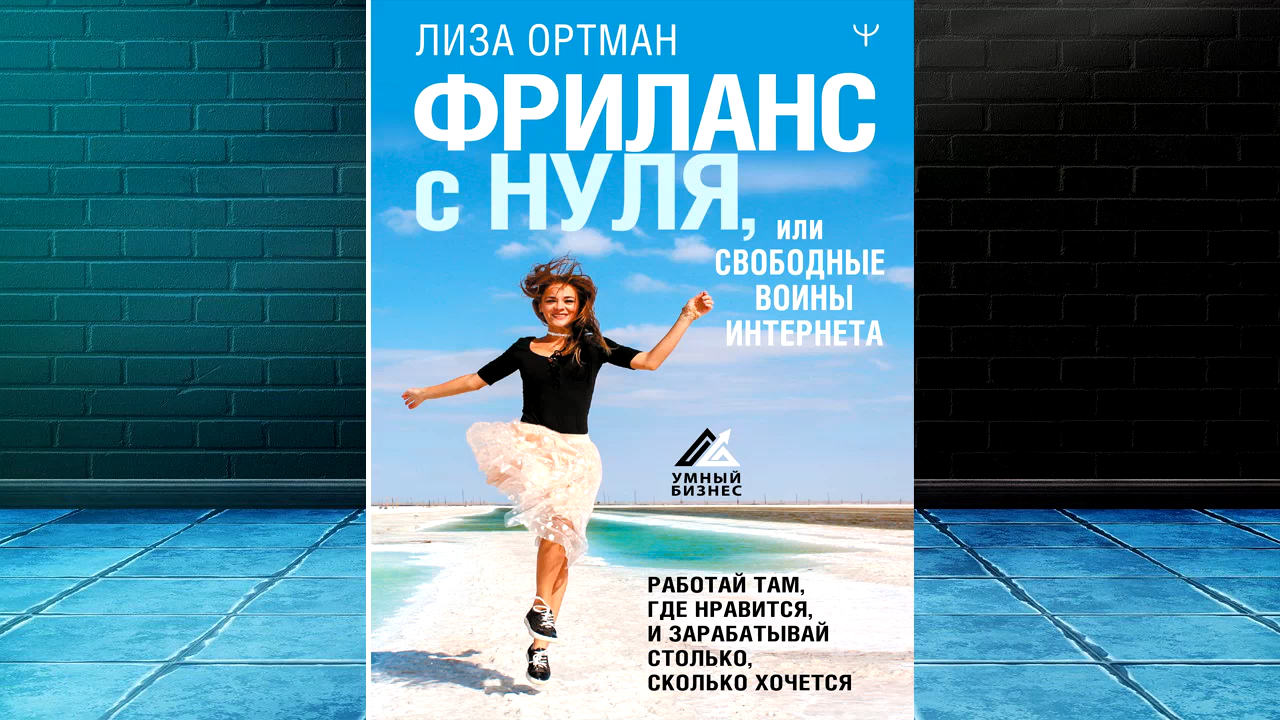 ЛИЗА ОРТМАН
ФРИЛАНС
с НУЛЯ,
ИЛИ
СВОБОДНЫЕ
ВОИНЫ
ИНТЕРНЕТА
УМНЫЙ
БИЗНЕС
РАБОТАЙ ТАМ,
ГДЕ НРАВИТСЯ,
И ЗАРАБАТЫВАЙ
СТОЛЬКО,
СКОЛЬКО ХОЧЕТСЯ